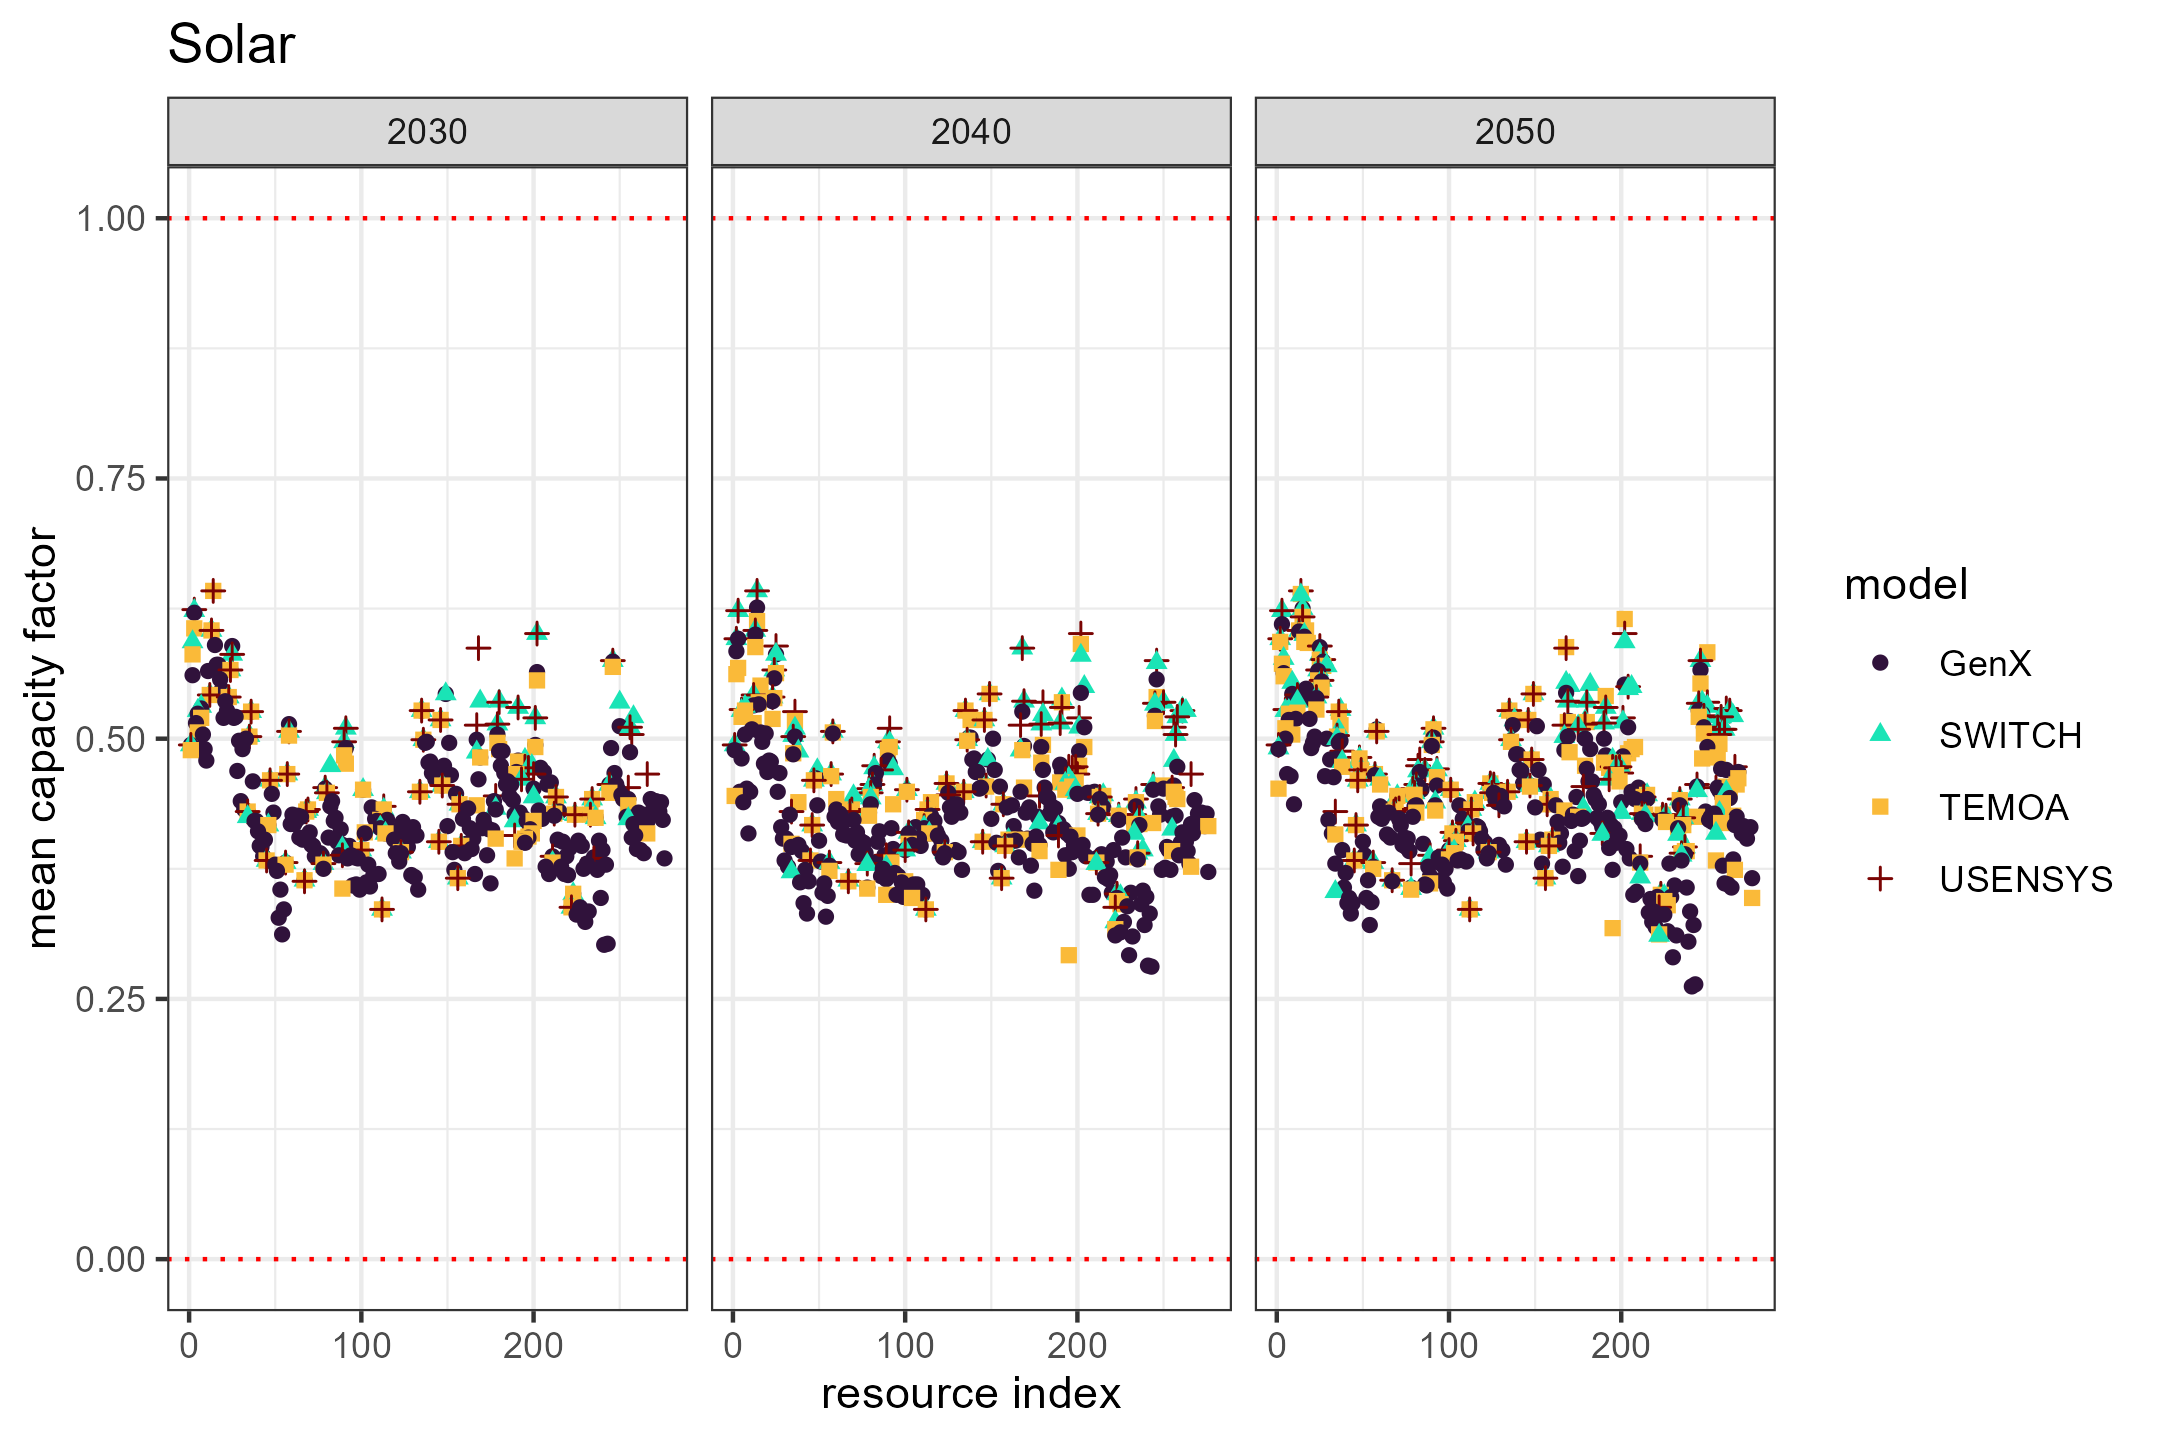 Solar
2030 2040 2050
1.00
0.75
0.50
0.25
0.00
mean capacity factor
0 100 200 0 100 200 0 100 200
resource index
model
GenX
SWITCH
TEMOA
USENSYS